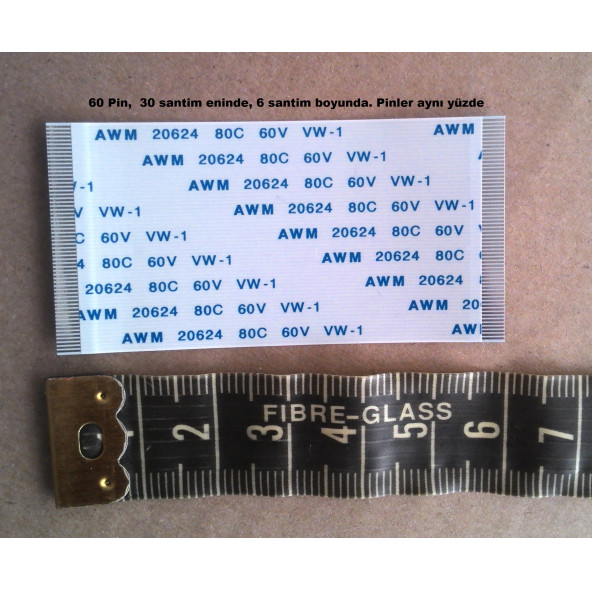 60 Pin, 30 santim eninde, 6 santim boyunda. Pinler aynı yüzde
AWM 20624 80C 60V VW-1 AWM
AWM 20624 80C 60V VW-1
/-1 AWM 20624 80C 60V VW-1
V VW-1 AWM 20624 80C 60V VW-1
C 60V VW-1 AWM 20624 80C 60V
4 80C 60V VW-1 AWM 20624 80C
20624 80C 60V VW-1 AWM 20624
AWM 20624 80C 60V VW-1 AWM 20
AWM 20624 80C 60V VW-1 AW
FIBRE-GLASS
1 2 3 4 5 6 7